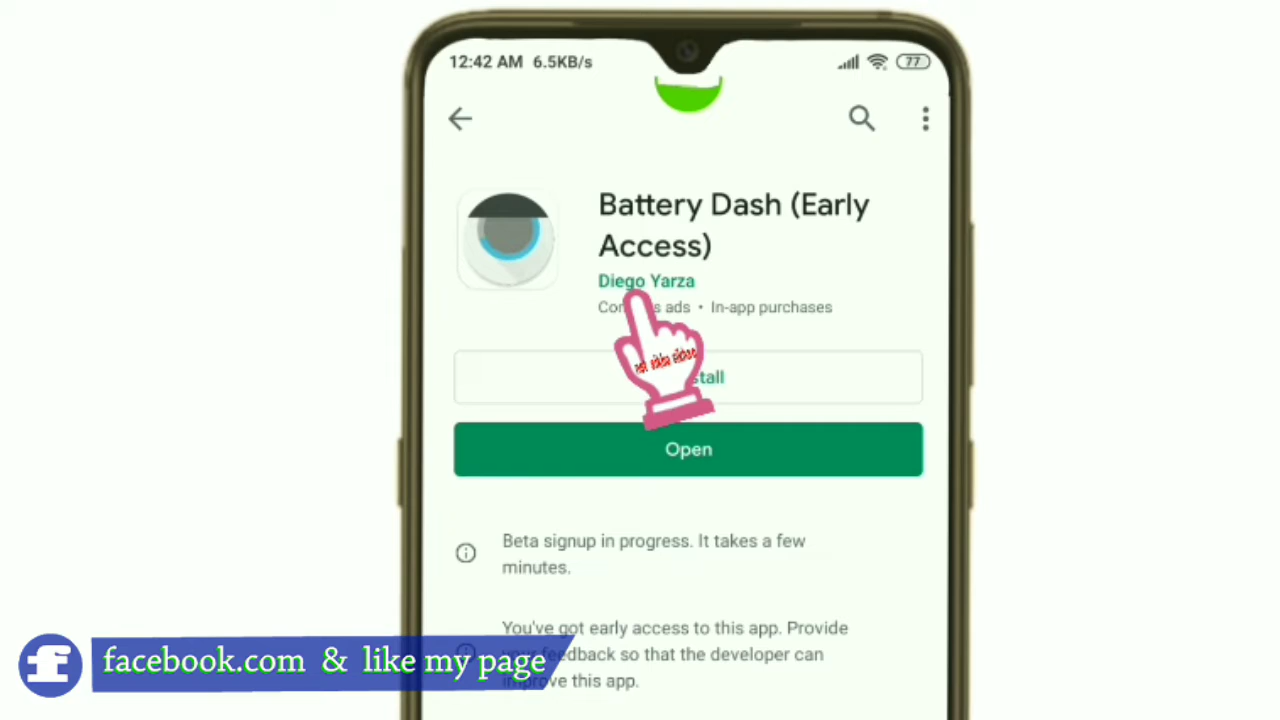 12:42 AM 6.5KB/s 77
Battery Dash (Early
Access)
Diego Yarza
ads • In-app purchases
Open
Beta signup in progress. It takes a few
minutes.
You've got early access to this app. Provide
your feedback so that the developer can
improve this app.
facebook.com & like my page